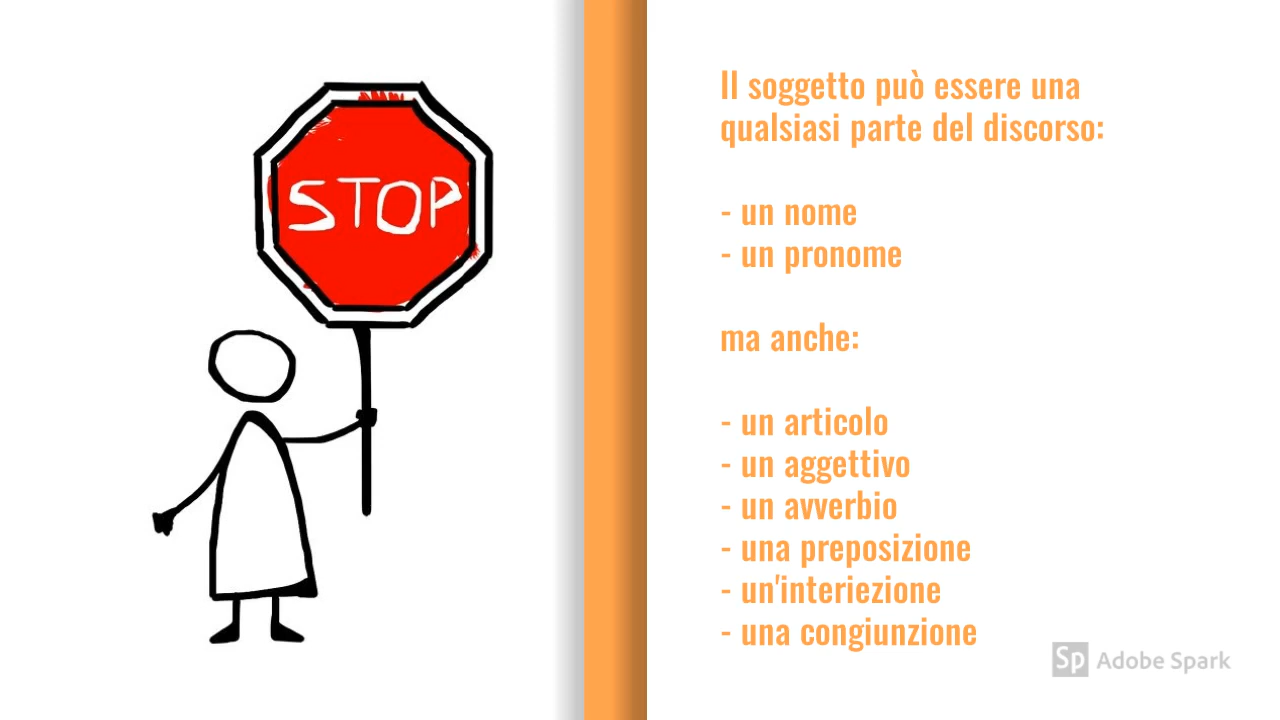 STOP
Il soggetto può essere una
qualsiasi parte del discorso:
- un nome
- un pronome
ma anche:
- un articolo
- un aggettivo
- un avverbio
- una preposizione
- un'interiezione
- una congiunzione
Sp Adobe Spark